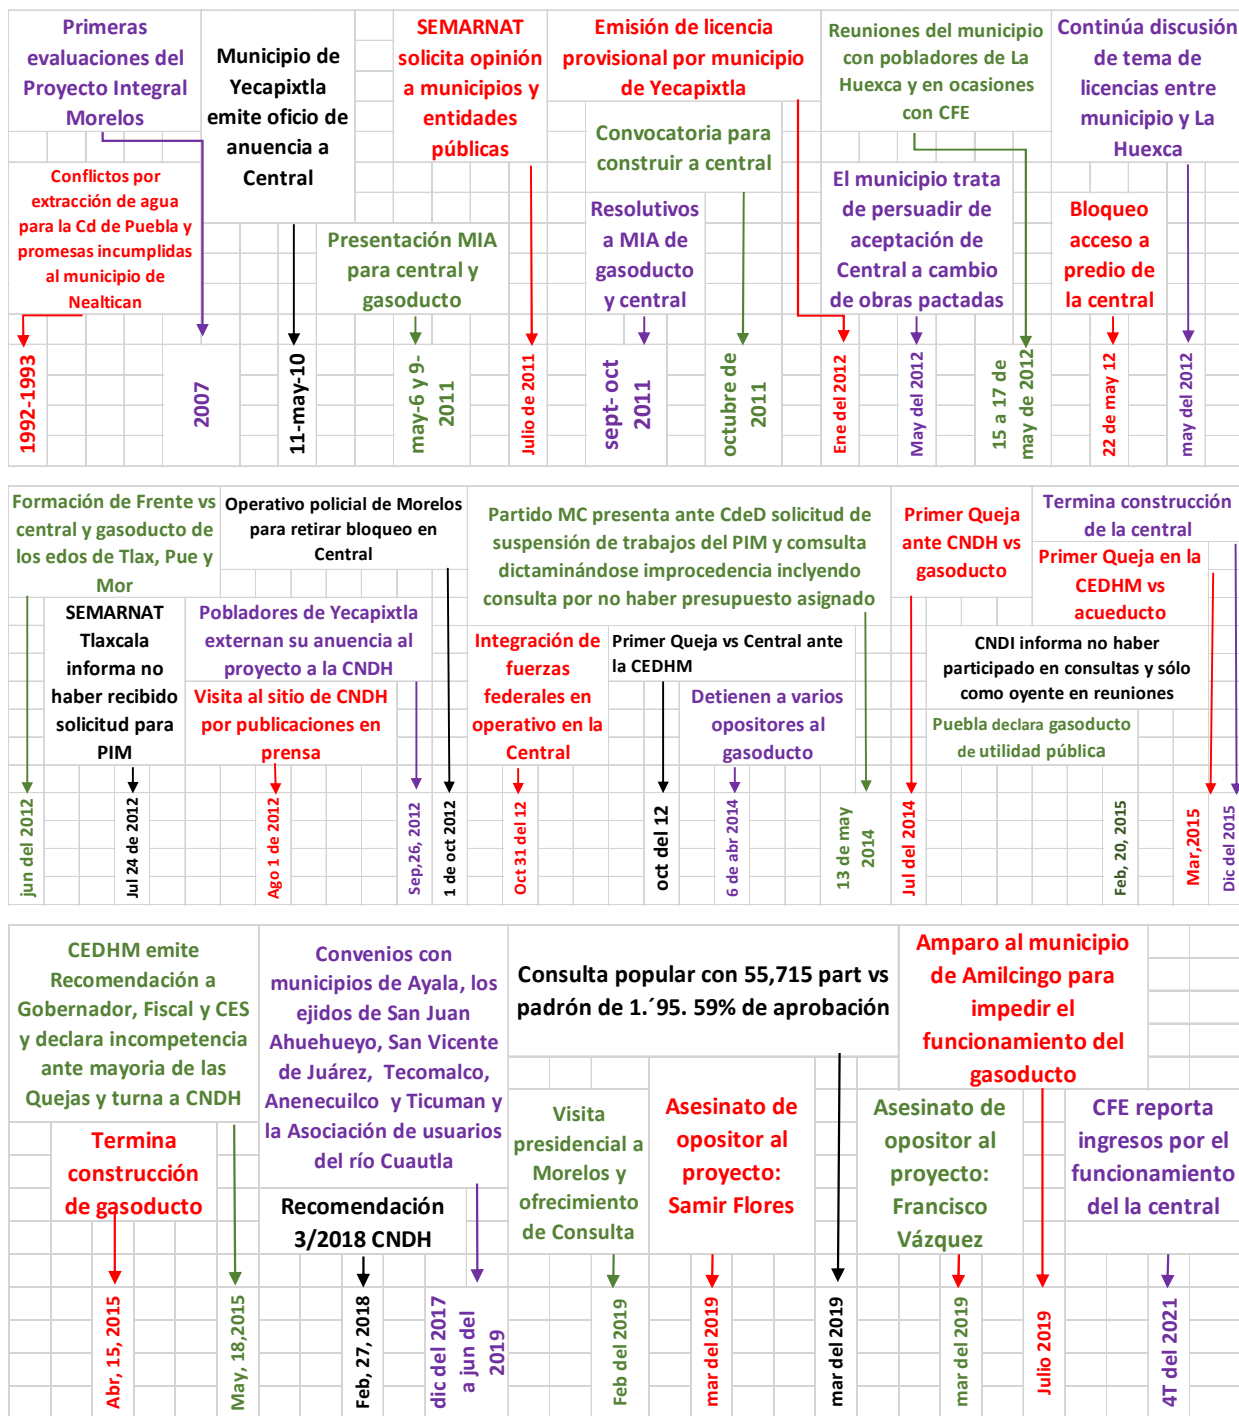 Primeras
evaluaciones del
Proyecto Integral
Morelos
Municipio de
Yecapixtla
emite oficio de
anuencia a
Central
SEMARNAT
solicita opinión
a municipios y
entidades
públicas
Emisión de licencia
provisional por municipio
de Yecapixtla
Reuniones del municipio
con pobladores de La
Huexca y en ocasiones
con CFE
Continúa discusión
de tema de
licencias entre
municipio y La
Huexca
Convocatoria para
construir a central
Conflictos por
extracción de agua
para la Cd de Puebla y
promesas incumplidas
al municipio de
Nealtican
Presentación MIA
para central y
gasoducto
Resolutivos
a MIA de
gasoducto
y central
El municipio trata
de persuadir de
aceptación de
Central a cambio
de obras pactadas
Bloqueo
acceso a
predio de
la central
1992-1993
2007
11-may-10
may-6 y 9-
2011
Julio de 2011
sept- oct
2011
octubre de
2011
Ene del 2012
May del 2012
15 a 17 de
may de 2012
22 de may 12
may del 2012
Formación de Frente vs
central y gasoducto de
los edos de Tlax, Pue y
Mor
Operativo policial de Morelos
para retirar bloqueo en
Central
Partido MC presenta ante CdeD solicitud de
suspensión de trabajos del PIM y comsulta
dictaminándose improcedencia inclyendo
consulta por no haber presupuesto asignado
Primer Queja
ante CNDH vs
gasoducto
Termina construcción
de la central
Primer Queja en la
CEDHM vs
acueducto
SEMARNAT
Tlaxcala
informa no
haber recibido
solicitud para
PIM
Pobladores de Yecapixtla
externan su anuencia al
proyecto a la CNDH
Visita al sitio de CNDH
por publicaciones en
prensa
Integración de
fuerzas
federales en
operativo en la
Central
Primer Queja vs Central ante
la CEDHM
Detienen a varios
opositores al
gasoducto
CNDI informa no haber
participado en consultas y sólo
como oyente en reuniones
Puebla declara gasoducto
de utilidad pública
jun del 2012
Jul 24 de 2012
Ago 1 de 2012
Sep,26, 2012
1 de oct 2012
Oct 31 del 12
oct del 12
6 de abr 2014
13 de may
2014
Jul del 2014
Feb, 20, 2015
Mar,2015
Dic del 2015
CEDHM emite
Recomendación a
Gobernador, Fiscal y CES
y declara incompetencia
ante mayoria de las
Quejas y turna a CNDH
Convenios con
municipios de Ayala, los
ejidos de San Juan
Ahuehueyo, San Vicente
de Juárez, Tecomalco,
Anenecuilco y Ticuman y
la Asociación de usuarios
del río Cuautla
Consulta popular con 55,715 part vs
padrón de 1.´95. 59% de aprobación
Amparo al municipio
de Amilcingo para
impedir el
funcionamiento del
gasoducto
Termina
construcción
de gasoducto
Recomendación
3/2018 CNDH
Visita
presidencial a
Morelos y
ofrecimiento
de Consulta
Asesinato de
opositor al
proyecto:
Samir Flores
Asesinato de
opositor al
proyecto:
Francisco
Vázquez
CFE reporta
ingresos por el
funcionamiento
del la central
Abr, 15, 2015
May, 18,2015
Feb, 27, 2018
dic del 2017
a jun del
2019
Feb del 2019
mar del 2019
mar del 2019
mar del 2019
Julio 2019
4T del 2021